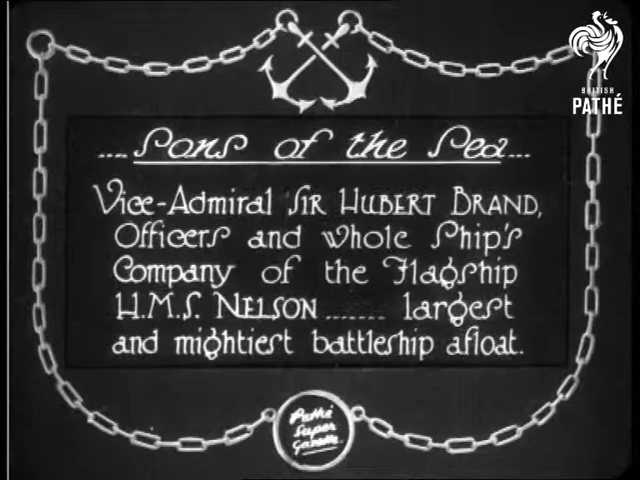 BRITISH
PATHÉ
.... Sons of the Sea...
Vice-Admiral SIR HUBERT BRAND,
Officers and whole Ship's
Company of the Flagship
H.M.S. NELSON ....... largest
and mightiest battleship afloat.
Pathé
Super
Gazette.